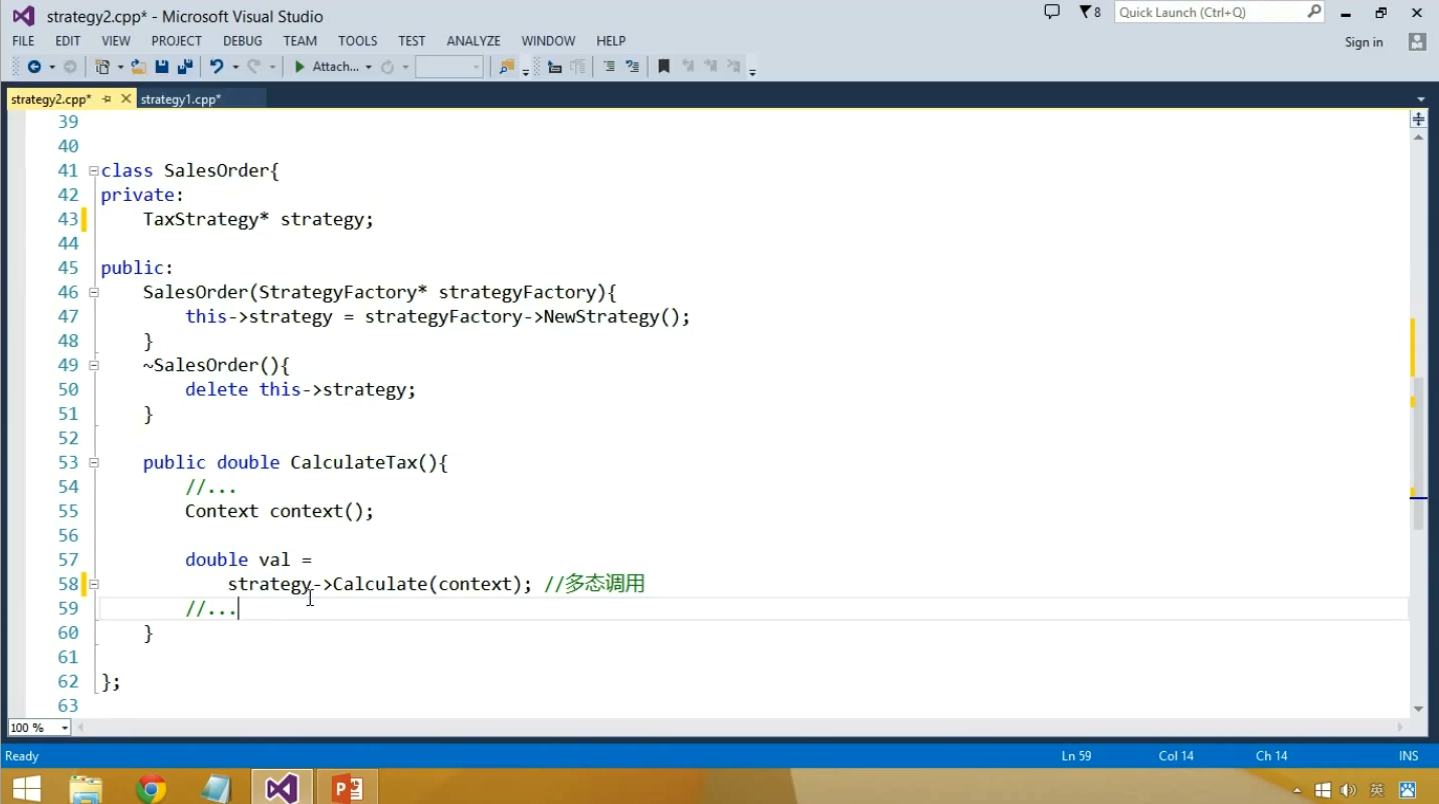 strategy2.cpp* - Microsoft Visual Studio
8
Quick Launch (Ctrl+Q)
FILE EDIT VIEW PROJECT DEBUG TEAM TOOLS TEST ANALYZE WINDOW HELP
Sign in
Attach...
strategy2.cpp*
strategy1.cpp*
39
40
41 class SalesOrder{
42 private:
43 TaxStrategy* strategy;
44
45 public:
46 SalesOrder(StrategyFactory* strategyFactory){
47 this->strategy = strategyFactory->NewStrategy();
48 }
49 ~SalesOrder(){
50 delete this->strategy;
51 }
52
53 public double CalculateTax(){
54 //...
55 Context context();
56
57 double val =
58 strategy->Calculate(context); //多态调用
59 //...
60 }
61
62 };
63
100 %
Ready
Ln 59
Col 14
Ch 14
INS
英